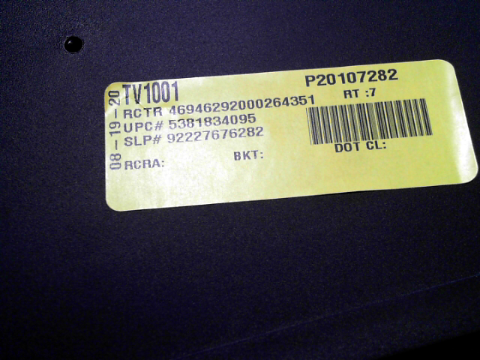 08-19-20
TV1001
P20107282
RCTR 46946292000264351
RT :7
UPC# 5381834095
SLP# 92227676282
RCRA:
BKT:
DOT CL: